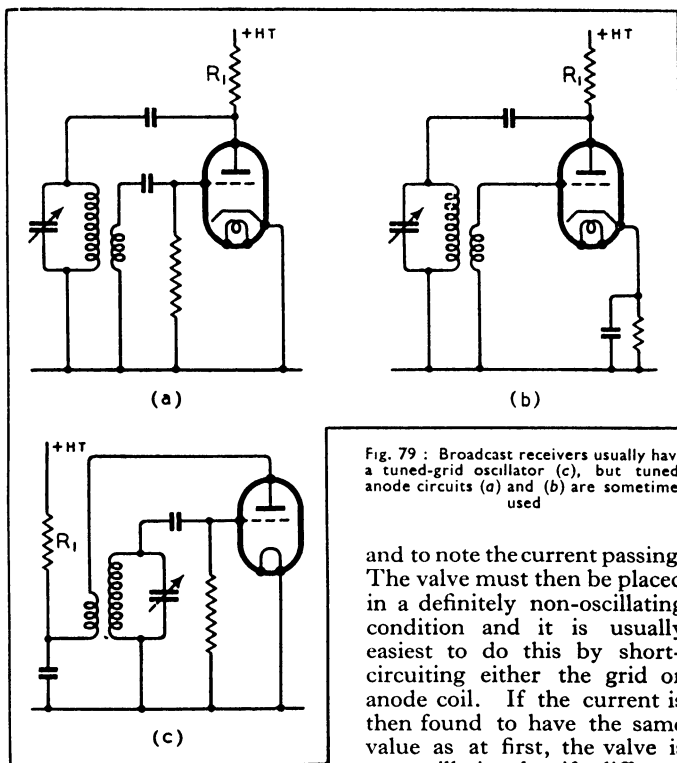 +HT
R1
+HT
R1
(a)
(b)
+HT
R1
(c)
Fig. 79 : Broadcast receivers usually hav
a tuned-grid oscillator (c), but tuned
anode circuits (a) and (b) are sometime
used
and to note the current passing
The valve must then be placed
in a definitely non-oscillating
condition and it is usually
easiest to do this by short-
circuiting either the grid or
anode coil. If the current is
then found to have the same
value as at first, the valve is